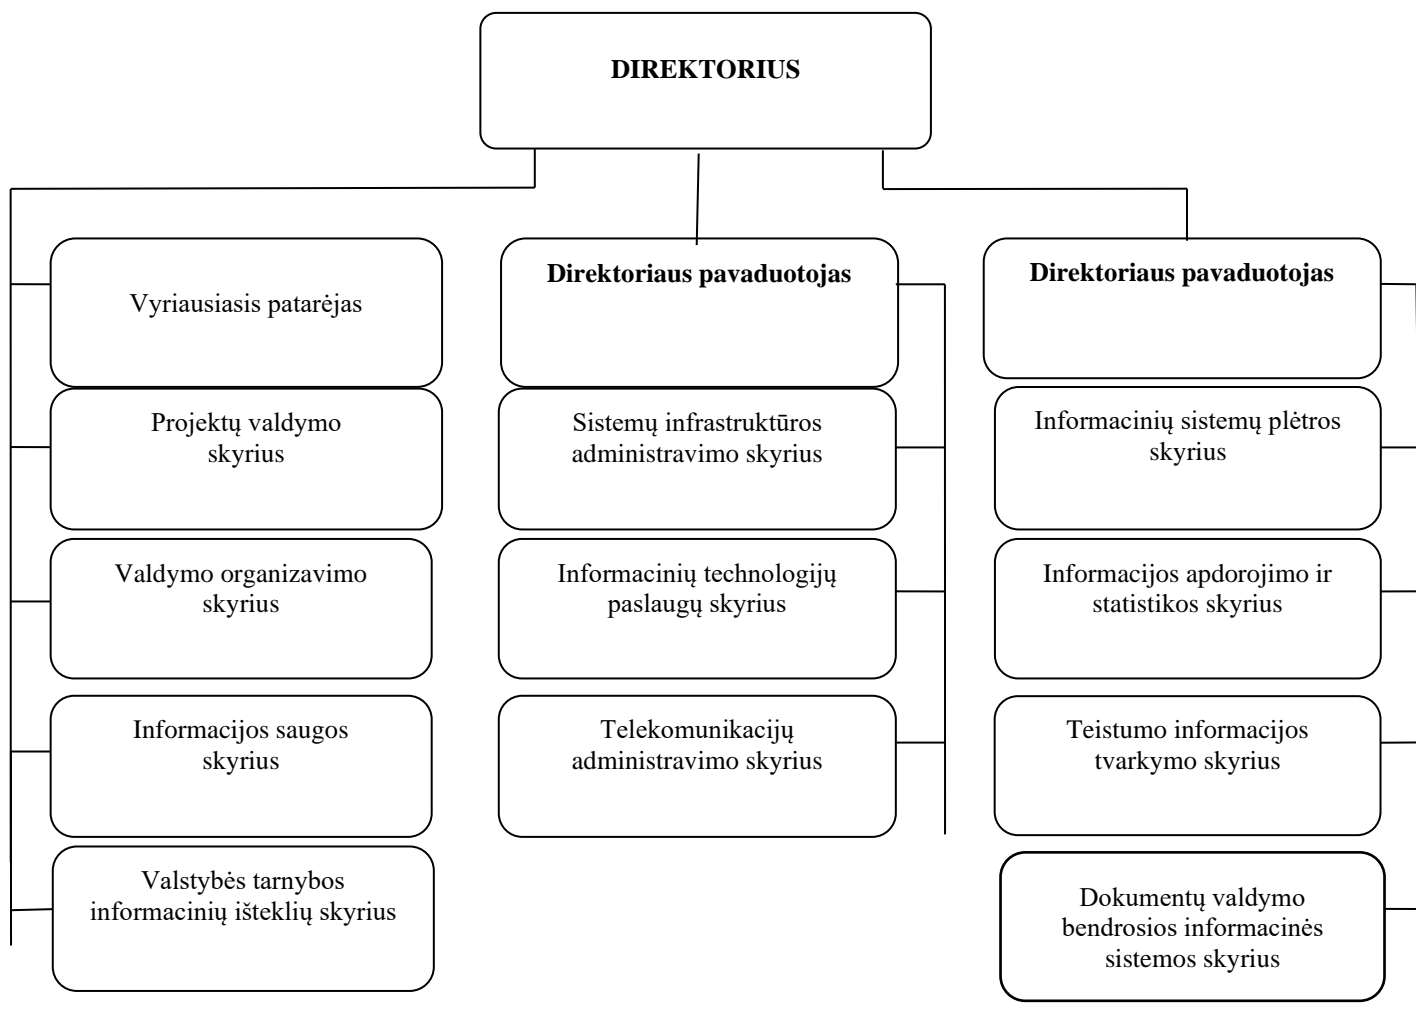 DIREKTORIUS
Vyriausiasis patarėjas
Projektų valdymo
skyrius
Valdymo organizavimo
skyrius
Informacijos saugos
skyrius
Valstybės tarnybos
informacinių išteklių skyrius
Direktoriaus pavaduotojas
Sistemų infrastruktūros
administravimo skyrius
Informacinių technologijų
paslaugų skyrius
Telekomunikacijų
administravimo skyrius
Direktoriaus pavaduotojas
Informacinių sistemų plėtros
skyrius
Informacijos apdorojimo ir
statistikos skyrius
Teistumo informacijos
tvarkymo skyrius
Dokumentų valdymo
bendrosios informacinės
sistemos skyrius